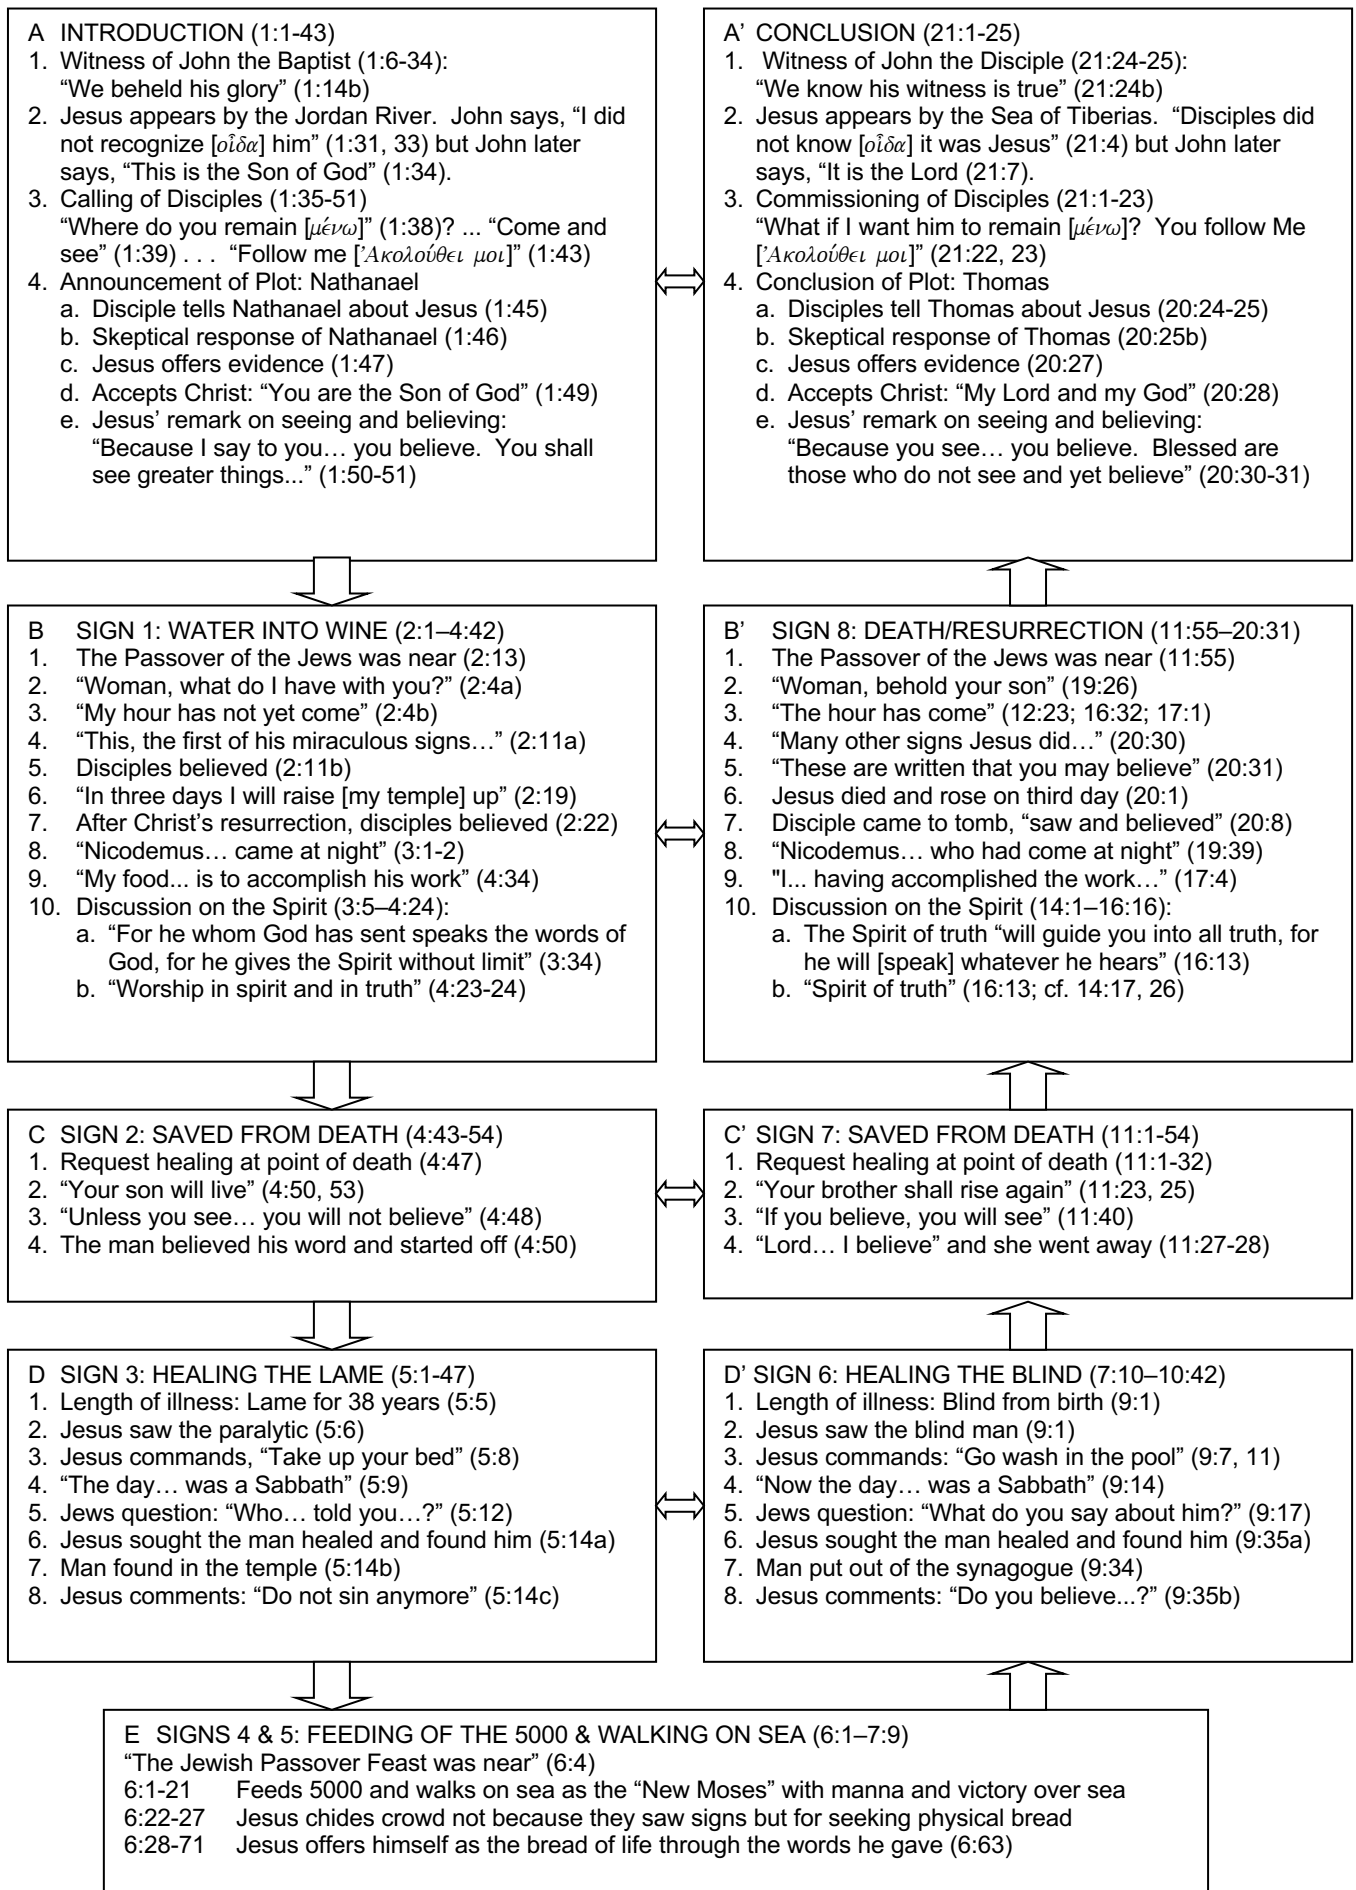 A INTRODUCTION (1:1-43)
1. Witness of John the Baptist (1:6-34):
“We beheld his glory” (1:14b)
2. Jesus appears by the Jordan River. John says, “I did
not recognize [οἶδα] him” (1:31, 33) but John later
says, “This is the Son of God” (1:34).
3. Calling of Disciples (1:35-51)
“Where do you remain [μένω]” (1:38)? ... “Come and
see” (1:39) . . . “Follow me [Ἀκολούθει μοι]” (1:43)
4. Announcement of Plot: Nathanael
a. Disciple tells Nathanael about Jesus (1:45)
b. Skeptical response of Nathanael (1:46)
c. Jesus offers evidence (1:47)
d. Accepts Christ: “You are the Son of God” (1:49)
e. Jesus’ remark on seeing and believing:
“Because I say to you… you believe. You shall
see greater things...” (1:50-51)
A’ CONCLUSION (21:1-25)
1. Witness of John the Disciple (21:24-25):
“We know his witness is true” (21:24b)
2. Jesus appears by the Sea of Tiberias. “Disciples did
not know [οἶδα] it was Jesus” (21:4) but John later
says, “It is the Lord (21:7).
3. Commissioning of Disciples (21:1-23)
“What if I want him to remain [μένω]? You follow Me
[Ἀκολούθει μοι]” (21:22, 23)
4. Conclusion of Plot: Thomas
a. Disciples tell Thomas about Jesus (20:24-25)
b. Skeptical response of Thomas (20:25b)
c. Jesus offers evidence (20:27)
d. Accepts Christ: “My Lord and my God” (20:28)
e. Jesus’ remark on seeing and believing:
“Because you see… you believe. Blessed are
those who do not see and yet believe” (20:30-31)
B SIGN 1: WATER INTO WINE (2:1–4:42)
1. The Passover of the Jews was near (2:13)
2. “Woman, what do I have with you?” (2:4a)
3. “My hour has not yet come” (2:4b)
4. “This, the first of his miraculous signs…” (2:11a)
5. Disciples believed (2:11b)
6. “In three days I will raise [my temple] up” (2:19)
7. After Christ’s resurrection, disciples believed (2:22)
8. “Nicodemus… came at night” (3:1-2)
9. “My food... is to accomplish his work” (4:34)
10. Discussion on the Spirit (3:5–4:24):
a. “For he whom God has sent speaks the words of
God, for he gives the Spirit without limit” (3:34)
b. “Worship in spirit and in truth” (4:23-24)
B’ SIGN 8: DEATH/RESURRECTION (11:55–20:31)
1. The Passover of the Jews was near (11:55)
2. “Woman, behold your son” (19:26)
3. “The hour has come” (12:23; 16:32; 17:1)
4. “Many other signs Jesus did…” (20:30)
5. “These are written that you may believe” (20:31)
6. Jesus died and rose on third day (20:1)
7. Disciple came to tomb, “saw and believed” (20:8)
8. “Nicodemus… who had come at night” (19:39)
9. "I... having accomplished the work…” (17:4)
10. Discussion on the Spirit (14:1–16:16):
a. The Spirit of truth “will guide you into all truth, for
he will [speak] whatever he hears” (16:13)
b. “Spirit of truth” (16:13; cf. 14:17, 26)
C SIGN 2: SAVED FROM DEATH (4:43-54)
1. Request healing at point of death (4:47)
2. “Your son will live” (4:50, 53)
3. “Unless you see… you will not believe” (4:48)
4. The man believed his word and started off (4:50)
C’ SIGN 7: SAVED FROM DEATH (11:1-54)
1. Request healing at point of death (11:1-32)
2. “Your brother shall rise again” (11:23, 25)
3. “If you believe, you will see” (11:40)
4. “Lord… I believe” and she went away (11:27-28)
D SIGN 3: HEALING THE LAME (5:1-47)
1. Length of illness: Lame for 38 years (5:5)
2. Jesus saw the paralytic (5:6)
3. Jesus commands, “Take up your bed” (5:8)
4. “The day… was a Sabbath” (5:9)
5. Jews question: “Who… told you…?” (5:12)
6. Jesus sought the man healed and found him (5:14a)
7. Man found in the temple (5:14b)
8. Jesus comments: “Do not sin anymore” (5:14c)
D’ SIGN 6: HEALING THE BLIND (7:10–10:42)
1. Length of illness: Blind from birth (9:1)
2. Jesus saw the blind man (9:1)
3. Jesus commands: “Go wash in the pool” (9:7, 11)
4. “Now the day… was a Sabbath” (9:14)
5. Jews question: “What do you say about him?” (9:17)
6. Jesus sought the man healed and found him (9:35a)
7. Man put out of the synagogue (9:34)
8. Jesus comments: “Do you believe...?” (9:35b)
E SIGNS 4 & 5: FEEDING OF THE 5000 & WALKING ON SEA (6:1–7:9)
“The Jewish Passover Feast was near” (6:4)
6:1-21 Feeds 5000 and walks on sea as the “New Moses” with manna and victory over sea
6:22-27 Jesus chides crowd not because they saw signs but for seeking physical bread
6:28-71 Jesus offers himself as the bread of life through the words he gave (6:63)